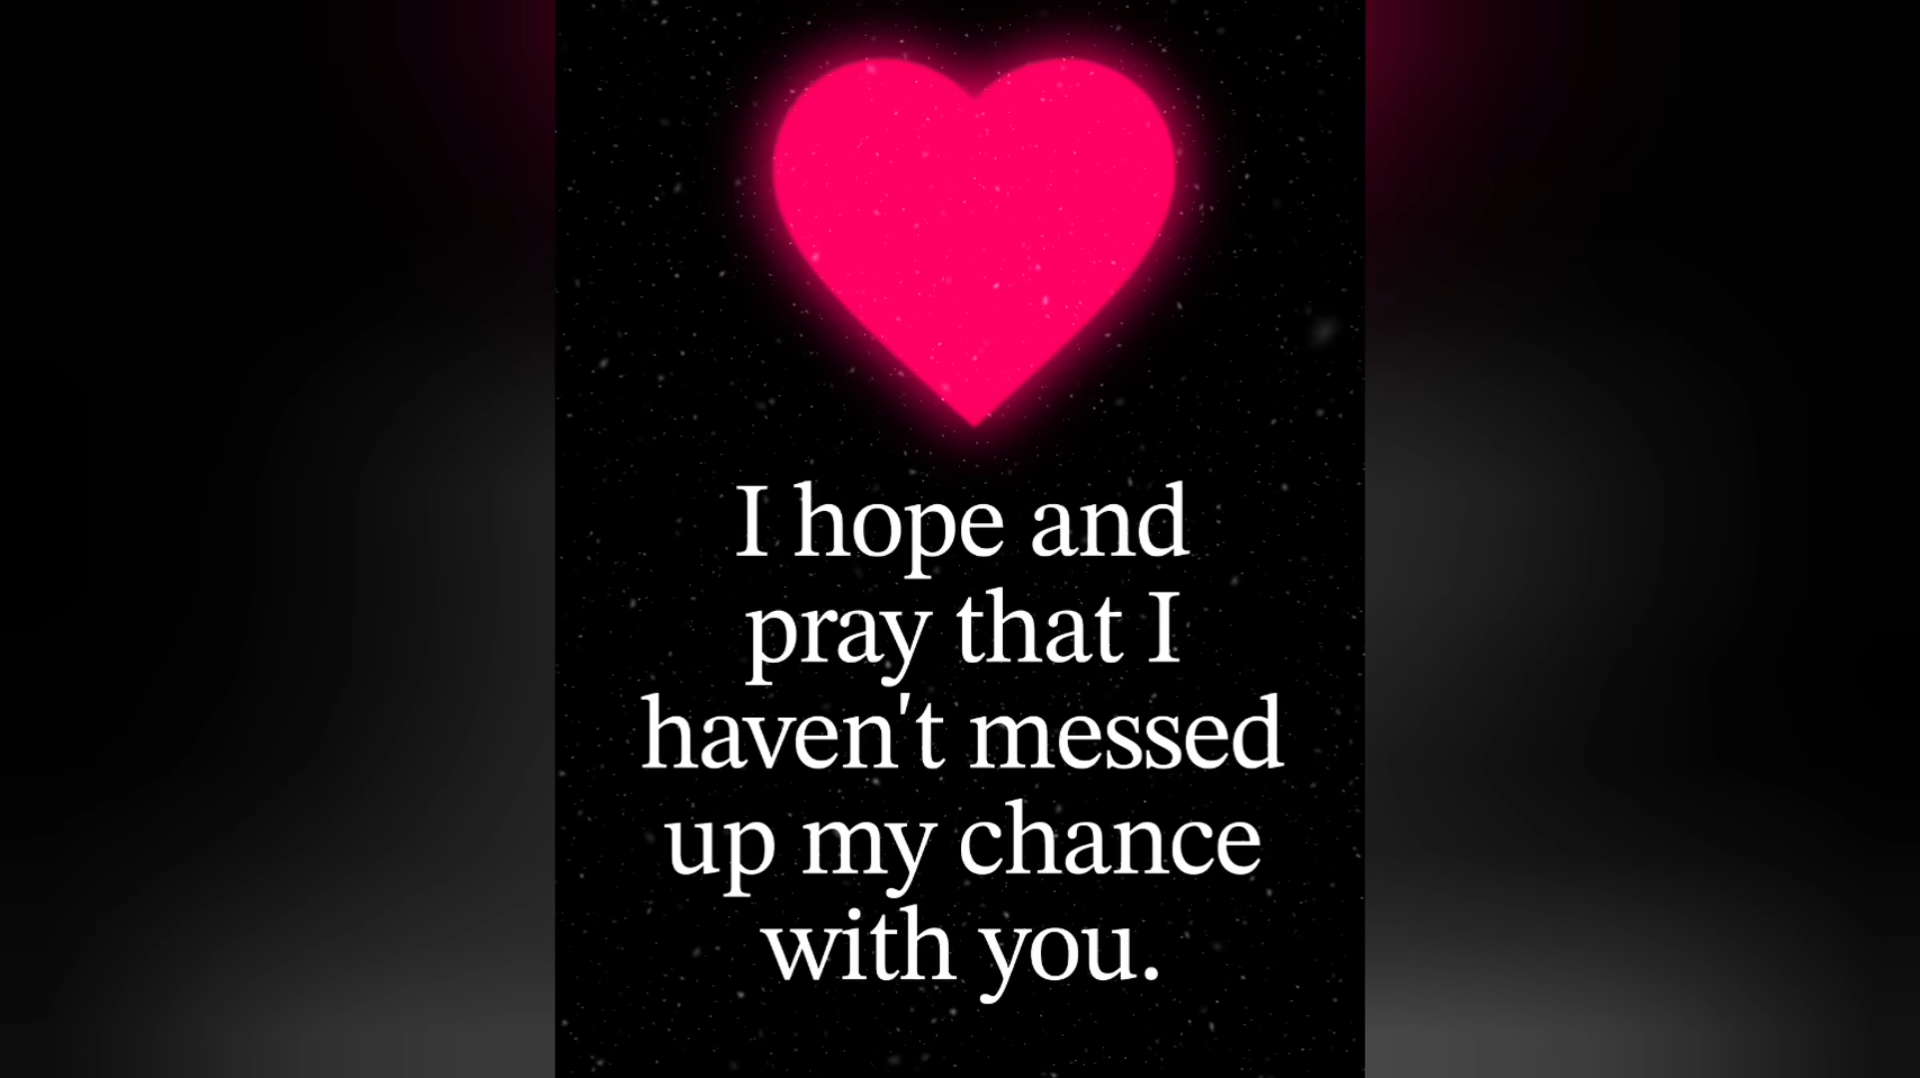 I hope and
pray that I
haven't messed
up my chance
with you.